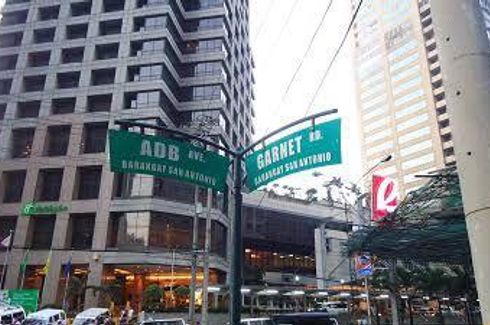 ADB AVE.
BARANGAY SAN ANTONIO
GARNET RD.
BARANGAY SAN ANTONIO